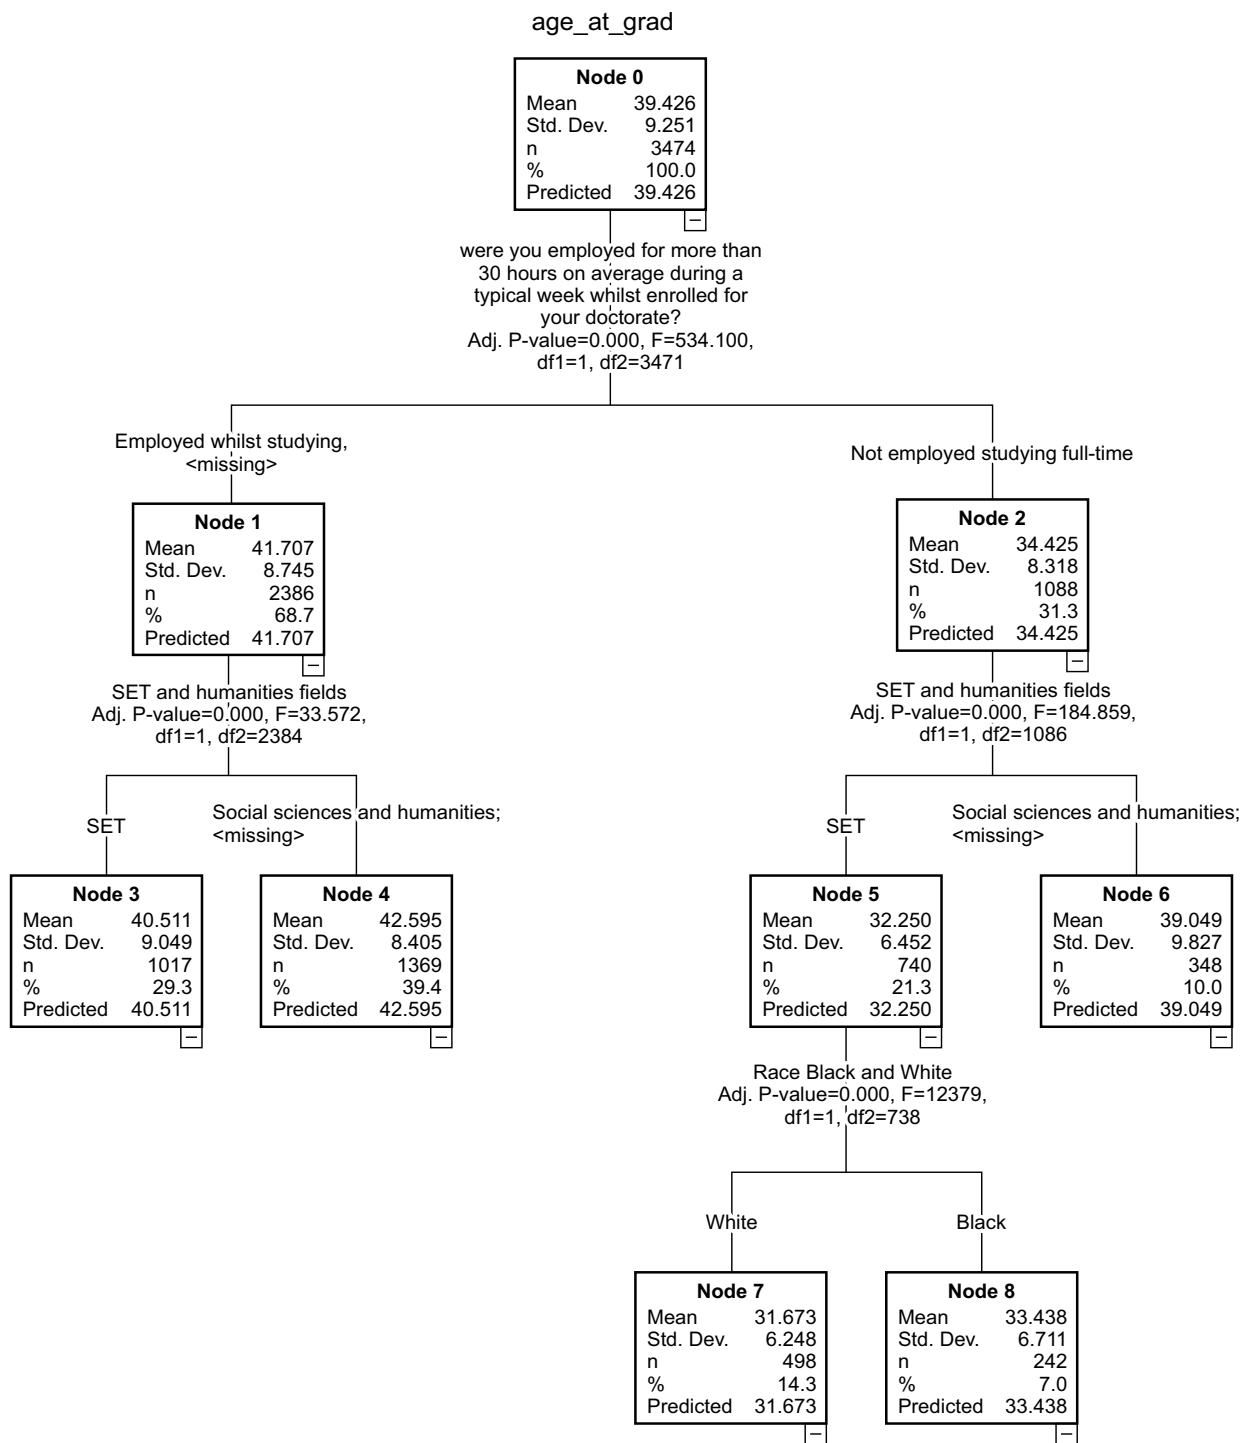 age_at_grad
Node 0
Mean 39.426
Std. Dev. 9.251
n 3474
% 100.0
Predicted 39.426
were you employed for more than
30 hours on average during a
typical week whilst enrolled for
your doctorate?
Adj. P-value=0.000, F=534.100,
df1=1, df2=3471
Employed whilst studying,
<missing>
Not employed studying full-time
Node 1
Mean 41.707
Std. Dev. 8.745
n 2386
% 68.7
Predicted 41.707
Node 2
Mean 34.425
Std. Dev. 8.318
n 1088
% 31.3
Predicted 34.425
SET and humanities fields
Adj. P-value=0.000, F=33.572,
df1=1, df2=2384
SET and humanities fields
Adj. P-value=0.000, F=184.859,
df1=1, df2=1086
SET
Social sciences and humanities;
<missing>
SET
Social sciences and humanities;
<missing>
Node 3
Mean 40.511
Std. Dev. 9.049
n 1017
% 29.3
Predicted 40.511
Node 4
Mean 42.595
Std. Dev. 8.405
n 1369
% 39.4
Predicted 42.595
Node 5
Mean 32.250
Std. Dev. 6.452
n 740
% 21.3
Predicted 32.250
Node 6
Mean 39.049
Std. Dev. 9.827
n 348
% 10.0
Predicted 39.049
Race Black and White
Adj. P-value=0.000, F=12379,
df1=1, df2=738
White
Black
Node 7
Mean 31.673
Std. Dev. 6.248
n 498
% 14.3
Predicted 31.673
Node 8
Mean 33.438
Std. Dev. 6.711
n 242
% 7.0
Predicted 33.438